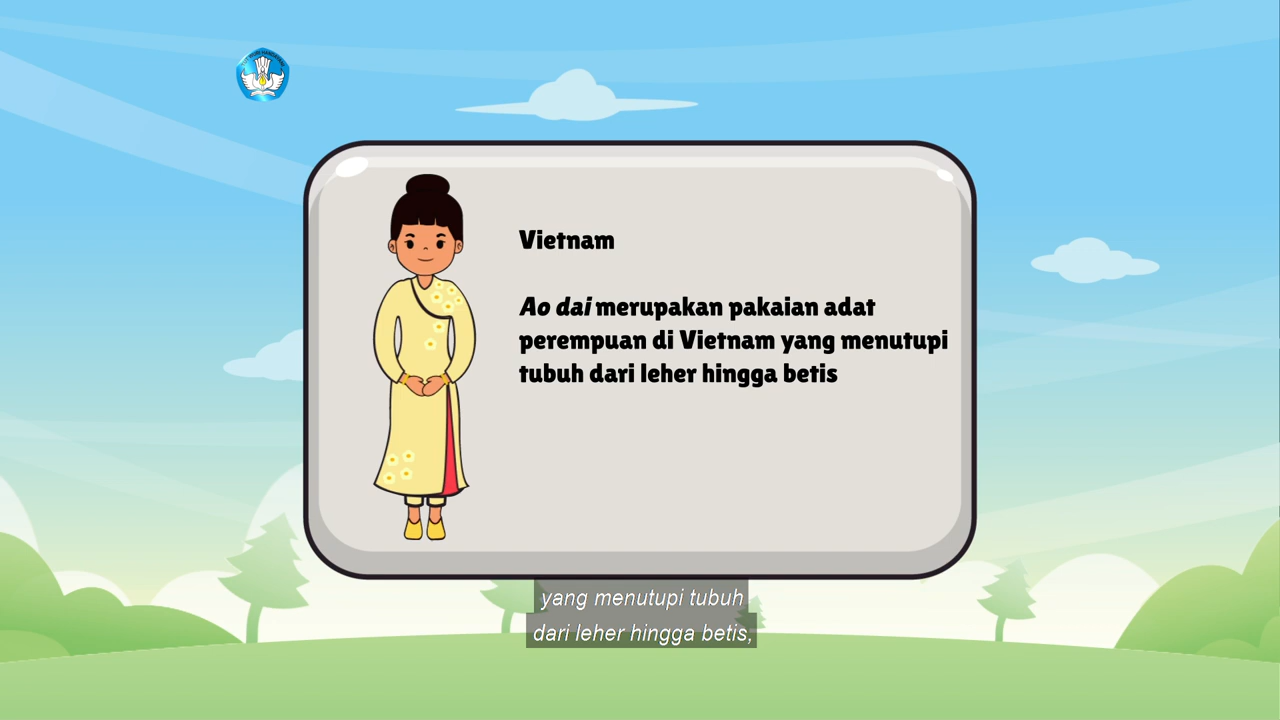 Vietnam
Ao dai merupakan pakaian adat
perempuan di Vietnam yang menutupi
tubuh dari leher hingga betis
yang menutupi tubuh
dari leher hingga betis,